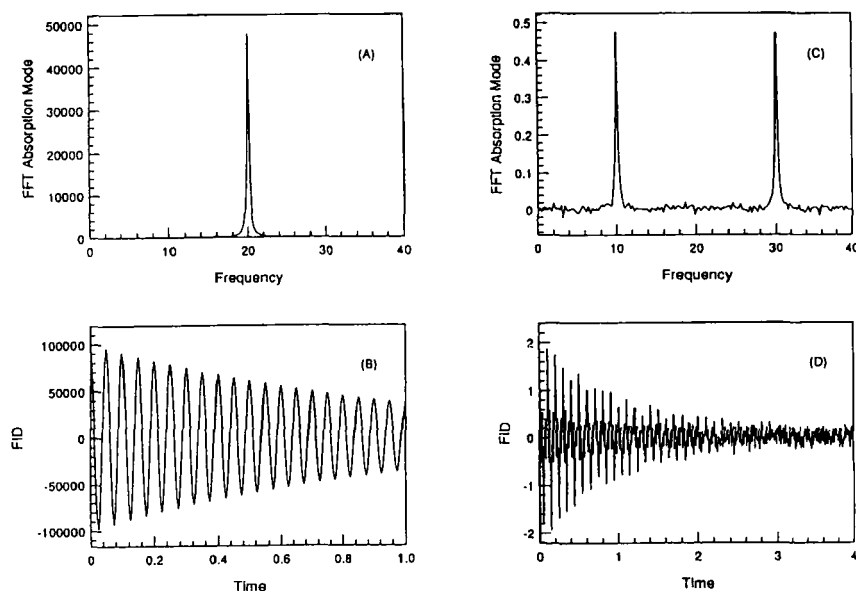 50000
40000
30000
20000
10000
0
FFT Absorption Mode
(A)
0 10 20 30 40
Frequency
0.5
0.4
0.3
0.2
0.1
0
FFT Absorption Mode
(C)
0 10 20 30 40
Frequency
100000
50000
0
-50000
-100000
FID
(B)
0 0.2 0.4 0.6 0.8 1.0
Time
2
1
0
-1
-2
FID
(D)
0 1 2 3 4
Time